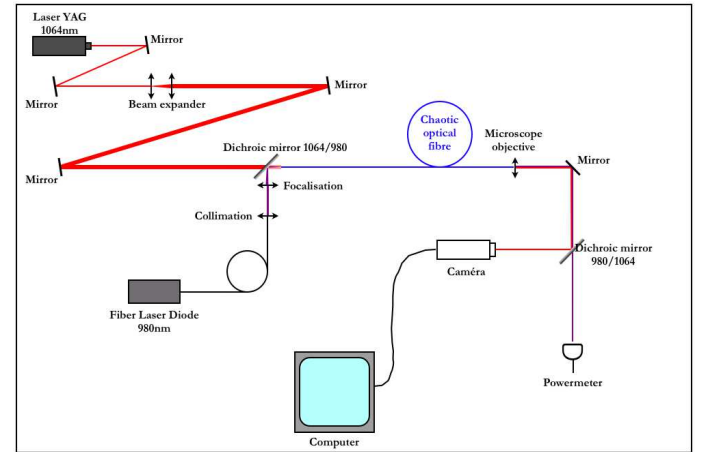 Laser YAG
1064nm
Mirror
Mirror
Beam expander
Mirror
Mirror
Dichroic mirror 1064/980
Focalisation
Collimation
Fiber Laser Diode
980nm
Chaotic
optical
fibre
Microscope
objective
Mirror
Dichroic mirror
980/1064
Caméra
Powermeter
Computer